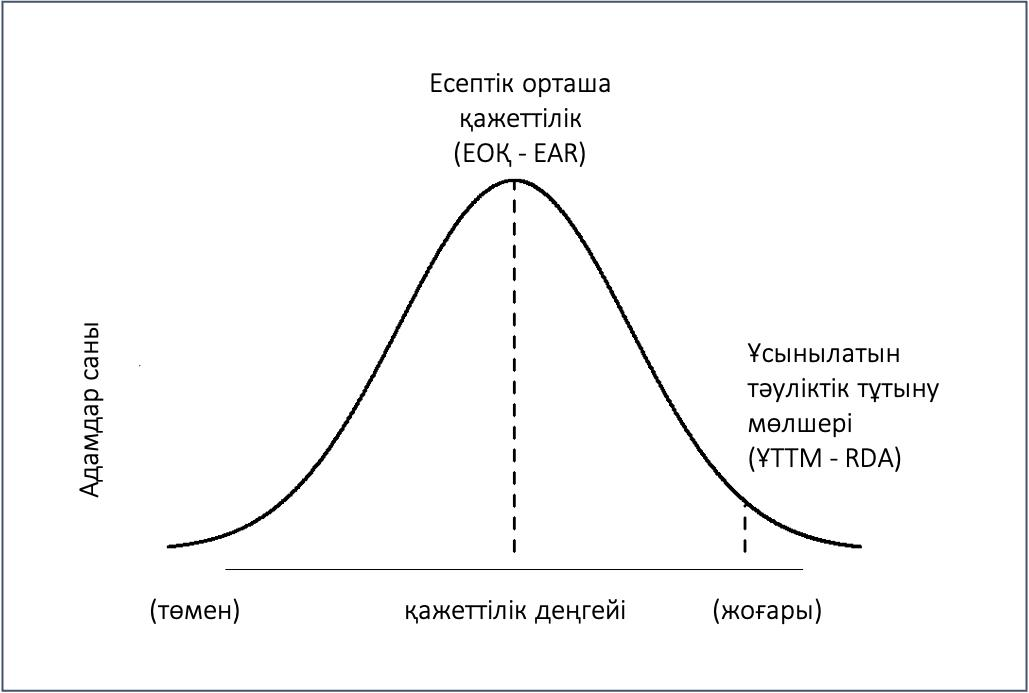 Есептік орташа
қажеттілік
(ЕОҚ - EAR)
Адамдар саны
Ұсынылатын
тәуліктік тұтыну
мөлшері
(ҰТТМ - RDA)
(төмен)
қажеттілік деңгейі
(жоғары)